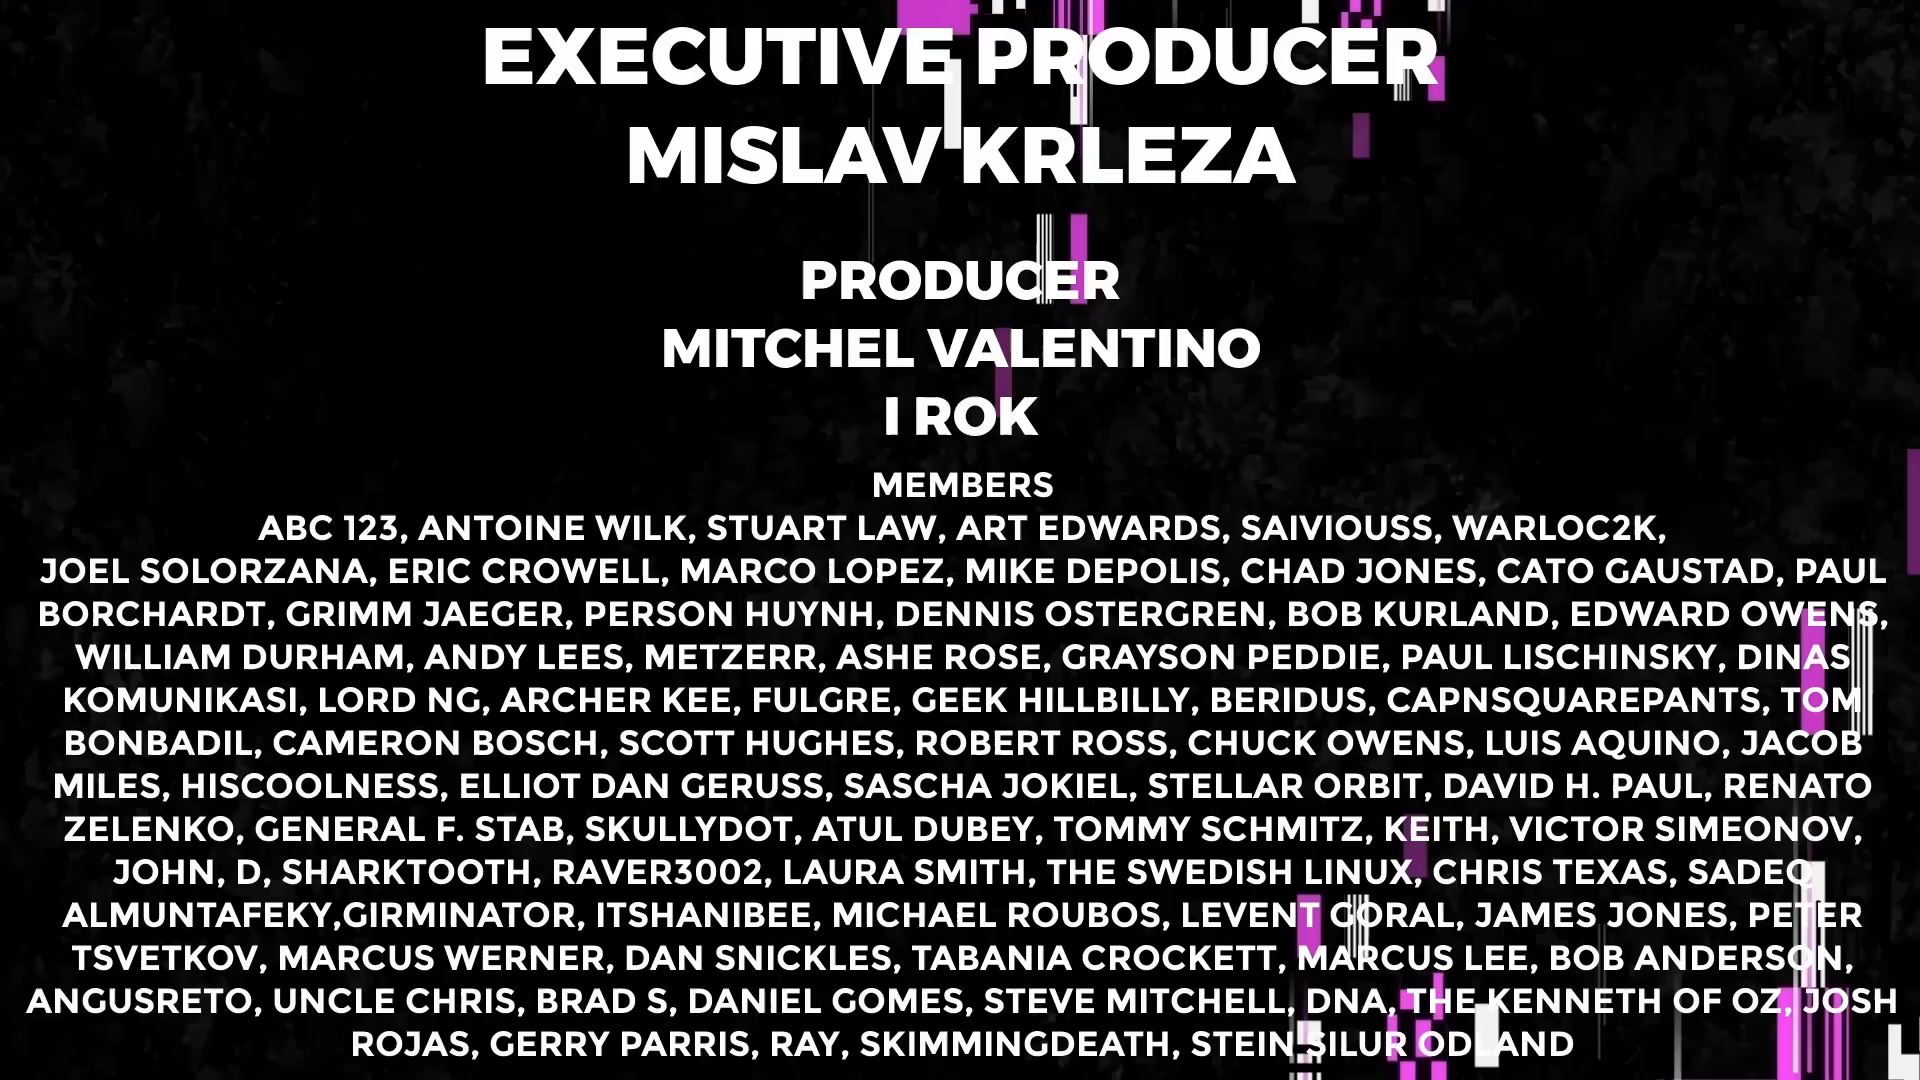 EXECUTIVE PRODUCER
MISLAV KRLEZA
PRODUCER
MITCHEL VALENTINO
I ROK
MEMBERS
ABC 123, ANTOINE WILK, STUART LAW, ART EDWARDS, SAIVIOUSS, WARLOC2K,
JOEL SOLORZANA, ERIC CROWELL, MARCO LOPEZ, MIKE DEPOLIS, CHAD JONES, CATO GAUSTAD, PAUL
BORCHARDT, GRIMM JAEGER, PERSON HUYNH, DENNIS OSTERGREN, BOB KURLAND, EDWARD OWENS,
WILLIAM DURHAM, ANDY LEES, METZERR, ASHE ROSE, GRAYSON PEDDIE, PAUL LISCHINSKY, DINAS
KOMUNIKASI, LORD NG, ARCHER KEE, FULGRE, GEEK HILLBILLY, BERIDUS, CAPNSQUAREPANTS, TOM
BONBADIL, CAMERON BOSCH, SCOTT HUGHES, ROBERT ROSS, CHUCK OWENS, LUIS AQUINO, JACOB
MILES, HISCOOLNESS, ELLIOT DAN GERUSS, SASCHA JOKIEL, STELLAR ORBIT, DAVID H. PAUL, RENATO
ZELENKO, GENERAL F. STAB, SKULLYDOT, ATUL DUBEY, TOMMY SCHMITZ, KEITH, VICTOR SIMEONOV,
JOHN, D, SHARKTOOTH, RAVER3002, LAURA SMITH, THE SWEDISH LINUX, CHRIS TEXAS, SADEQ
ALMUNTAFEKY,GIRMINATOR, ITSHANIBEE, MICHAEL ROUBOS, LEVENT GORAL, JAMES JONES, PETER
TSVETKOV, MARCUS WERNER, DAN SNICKLES, TABANIA CROCKETT, MARCUS LEE, BOB ANDERSON,
ANGUSRETO, UNCLE CHRIS, BRAD S, DANIEL GOMES, STEVE MITCHELL, DNA, THE KENNETH OF OZ, JOSH
ROJAS, GERRY PARRIS, RAY, SKIMMINGDEATH, STEIN SILUR ODLAND